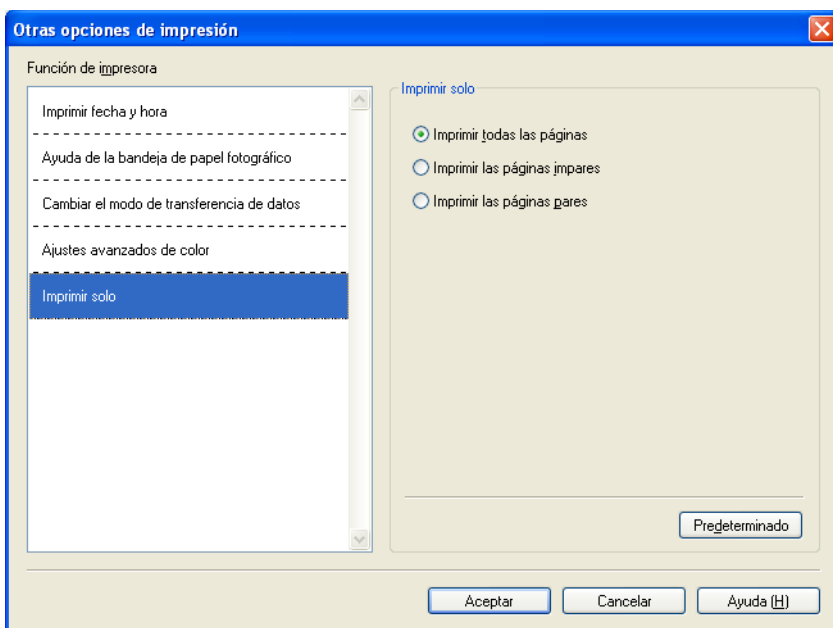 Otras opciones de impresión
Función de impresora
Imprimir fecha y hora
Ayuda de la bandeja de papel fotográfico
Cambiar el modo de transferencia de datos
Ajustes avanzados de color
Imprimir solo
Imprimir solo
Imprimir todas las páginas
Imprimir las páginas impares
Imprimir las páginas pares
Predeterminado
Aceptar
Cancelar
Ayuda (H)